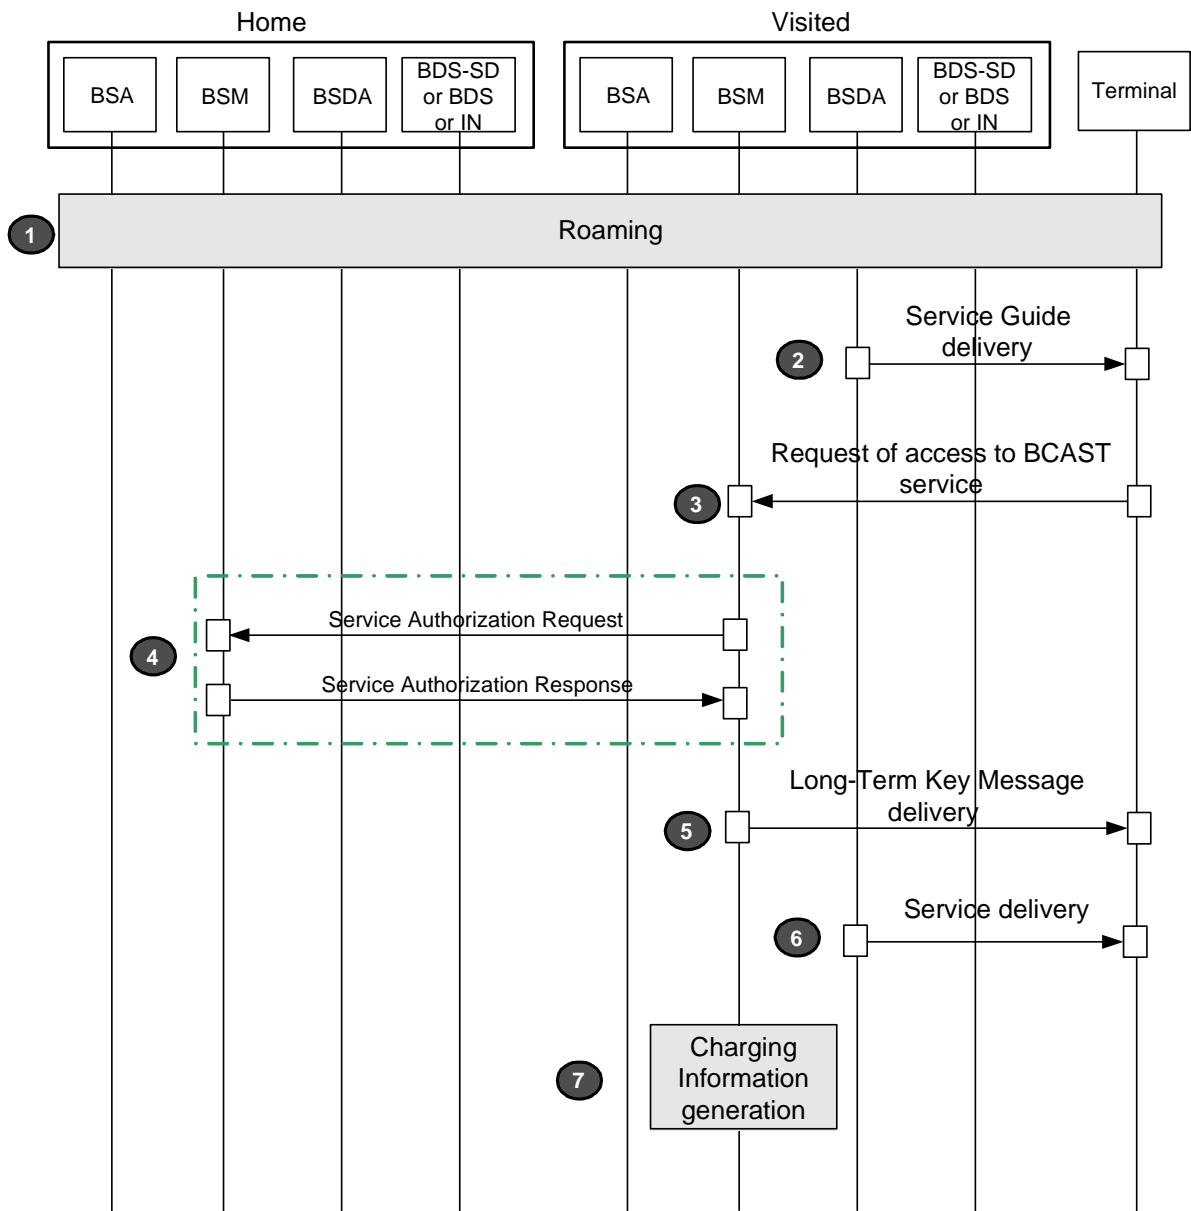 Home
Visited
BSA
BSM
BSDA
BDS-SD
or BDS
or IN
BSA
BSM
BSDA
BDS-SD
or BDS
or IN
Terminal
1
Roaming
Service Guide
delivery
2
Request of access to BCAST
service
3
Service Authorization Request
4
Service Authorization Response
Long-Term Key Message
delivery
5
Service delivery
6
Charging
Information
generation
7